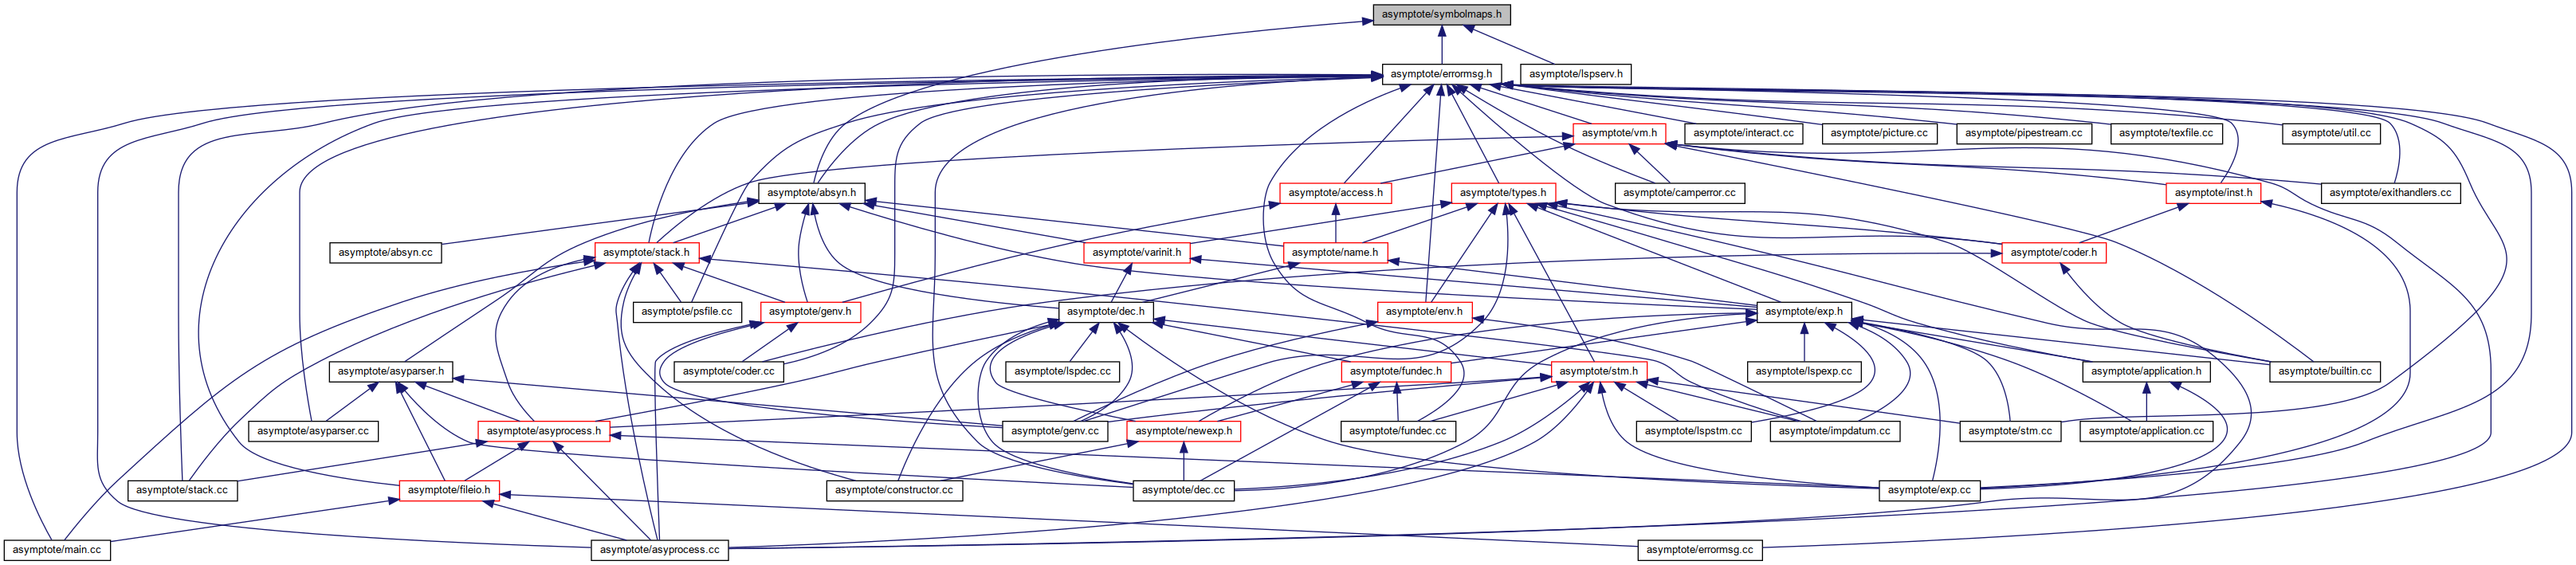 asymptote/symbolmaps.h
asymptote/errormsg.h
asymptote/lspserv.h
asymptote/vm.h
asymptote/interact.cc
asymptote/picture.cc
asymptote/pipestream.cc
asymptote/texfile.cc
asymptote/util.cc
asymptote/absyn.h
asymptote/access.h
asymptote/types.h
asymptote/camperror.cc
asymptote/inst.h
asymptote/exithandlers.cc
asymptote/absyn.cc
asymptote/stack.h
asymptote/varinit.h
asymptote/name.h
asymptote/coder.h
asymptote/psfile.cc
asymptote/genv.h
asymptote/dec.h
asymptote/env.h
asymptote/exp.h
asymptote/asyparser.h
asymptote/coder.cc
asymptote/lspdec.cc
asymptote/fundec.h
asymptote/stm.h
asymptote/lspexp.cc
asymptote/application.h
asymptote/builtin.cc
asymptote/asyparser.cc
asymptote/asyprocess.h
asymptote/genv.cc
asymptote/newexp.h
asymptote/fundec.cc
asymptote/lspstm.cc
asymptote/impdatum.cc
asymptote/stm.cc
asymptote/application.cc
asymptote/stack.cc
asymptote/fileio.h
asymptote/constructor.cc
asymptote/dec.cc
asymptote/exp.cc
asymptote/main.cc
asymptote/asyprocess.cc
asymptote/errormsg.cc